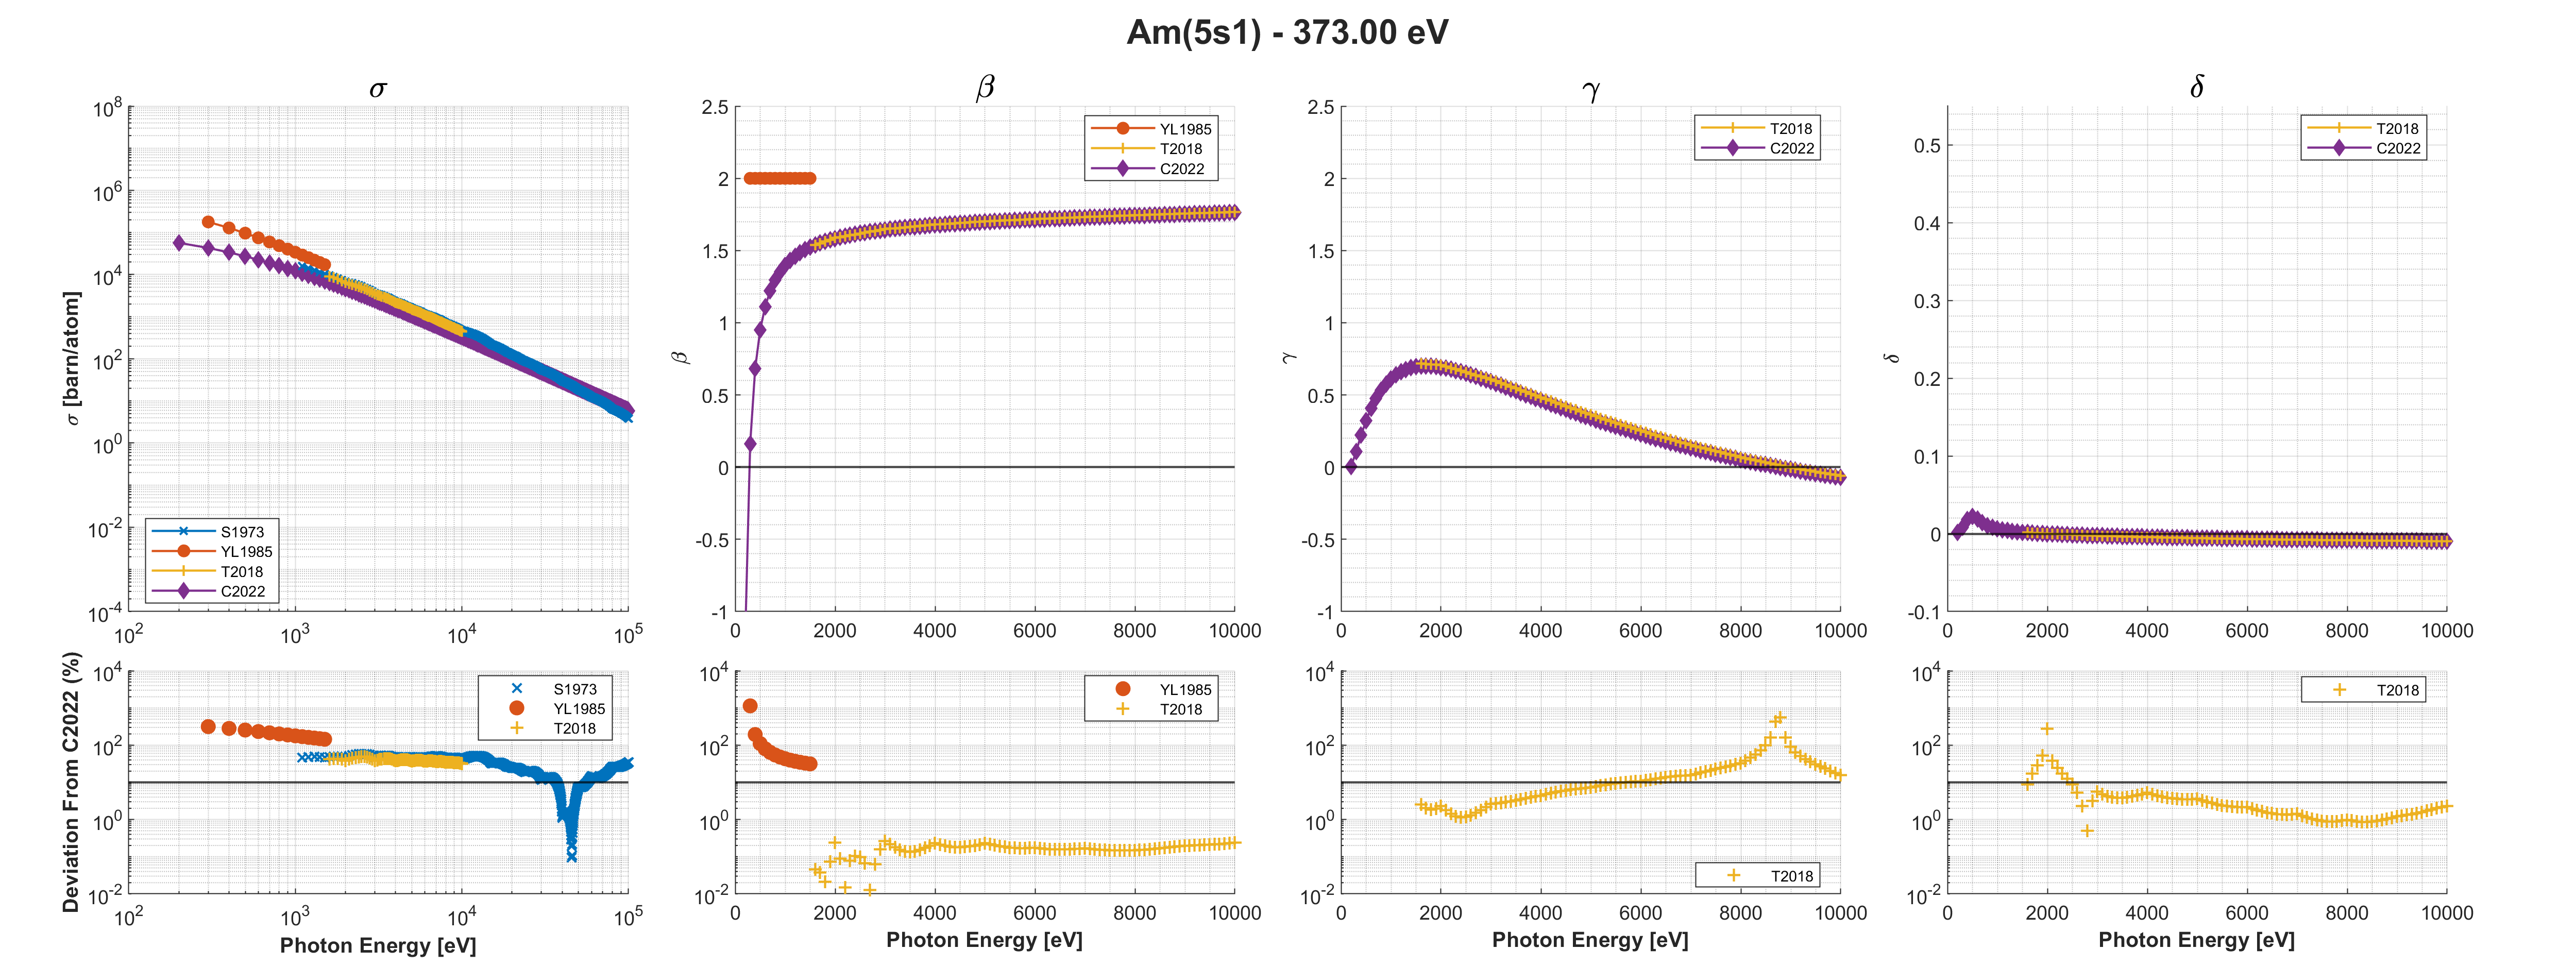 Am(5s1) - 373.00 eV
σ
σ [barn/atom]
10^8
10^6
10^4
10^2
10^0
10^-2
10^-4
10^2
10^3
10^4
10^5
S1973
YL1985
T2018
C2022
β
β
2.5
2
1.5
1
0.5
0
-0.5
-1
0
2000
4000
6000
8000
10000
YL1985
T2018
C2022
γ
γ
2.5
2
1.5
1
0.5
0
-0.5
-1
0
2000
4000
6000
8000
10000
T2018
C2022
δ
δ
0.5
0.4
0.3
0.2
0.1
0
-0.1
0
2000
4000
6000
8000
10000
T2018
C2022
Deviation From C2022 (%)
10^4
10^2
10^0
10^-2
10^2
10^3
10^4
10^5
S1973
YL1985
T2018
Photon Energy [eV]
10^4
10^2
10^0
10^-2
0
2000
4000
6000
8000
10000
YL1985
T2018
Photon Energy [eV]
10^4
10^2
10^0
10^-2
0
2000
4000
6000
8000
10000
T2018
Photon Energy [eV]
10^4
10^2
10^0
10^-2
0
2000
4000
6000
8000
10000
T2018
Photon Energy [eV]